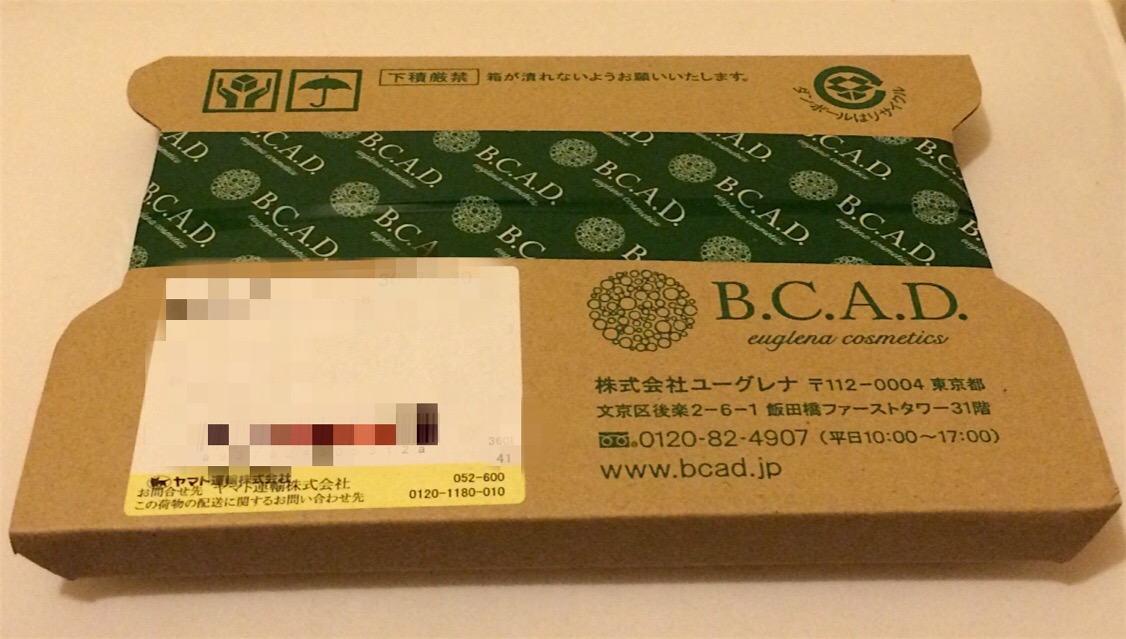 下積厳禁 箱が潰れないようお願いいたします。
ダンボールはリサイクル
B.C.A.D.
euglena cosmetics
B.C.A.D.
euglena cosmetics
株式会社ユーグレナ 〒112-0004 東京都
文京区後楽2-6-1 飯田橋ファーストタワー31階
0120-82-4907(平日10:00〜17:00)
www.bcad.jp
3601
41
ヤマト運輸株式会社
052-600
お問合せ先 ヤマト運輸株式会社
0120-1180-010
この荷物の配送に関するお問い合わせ先